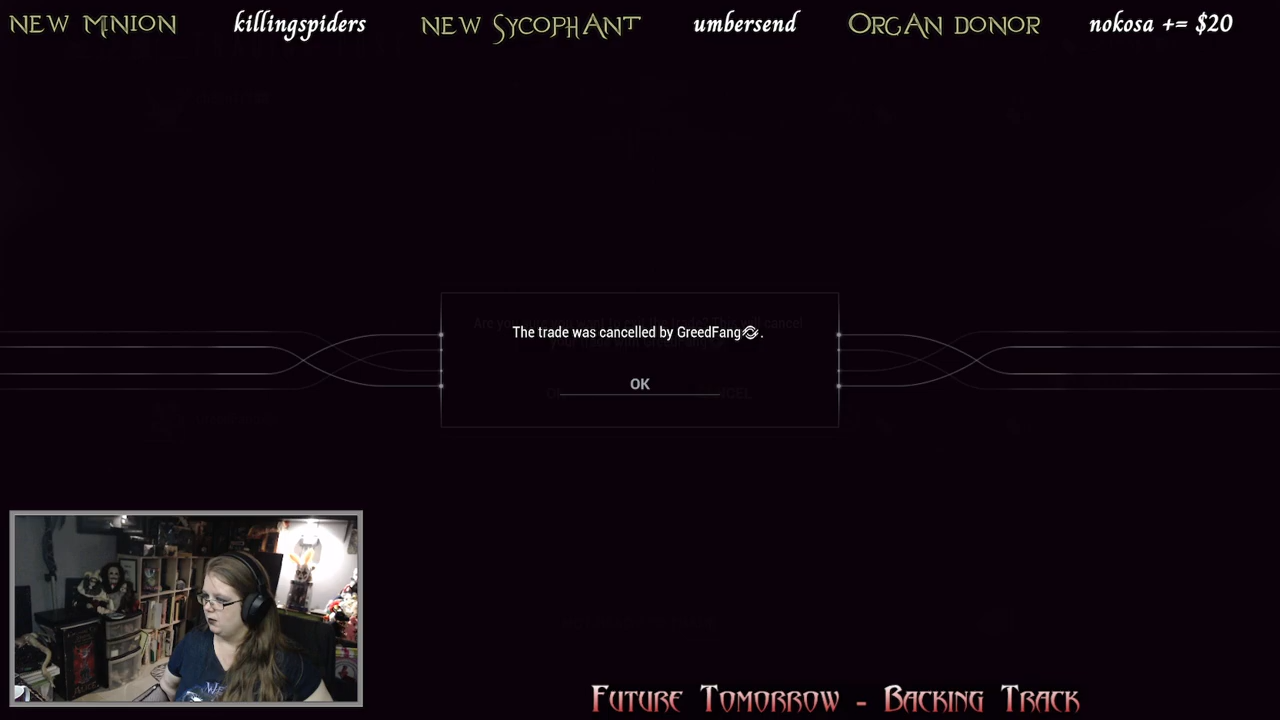 NEW MINION killingspiders NEW SYCOPHANT umbersend ORGAN DONOR nokosa += $20
The trade was cancelled by GreedFang.
OK
FUTURE TOMORROW - BACKING TRACK